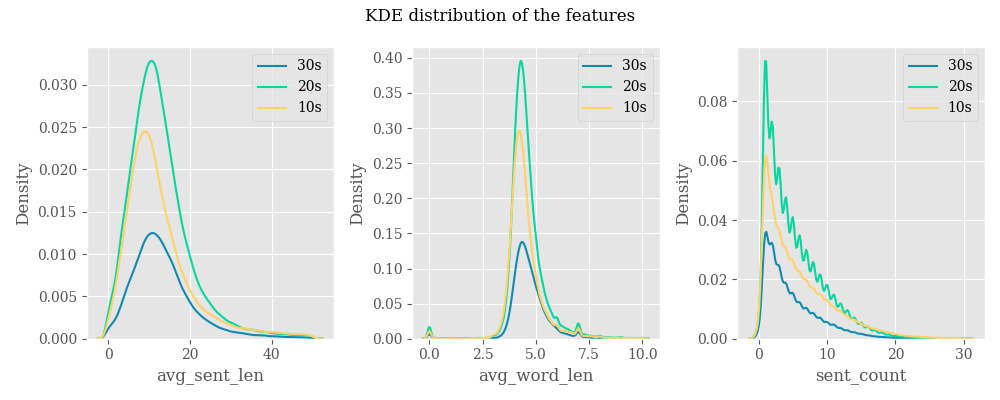 KDE distribution of the features
Density
0.030
0.025
0.020
0.015
0.010
0.005
0.000
0
20
40
avg_sent_len
30s
20s
10s
Density
0.40
0.35
0.30
0.25
0.20
0.15
0.10
0.05
0.00
0.0
2.5
5.0
7.5
10.0
avg_word_len
30s
20s
10s
Density
0.08
0.06
0.04
0.02
0.00
0
10
20
30
sent_count
30s
20s
10s